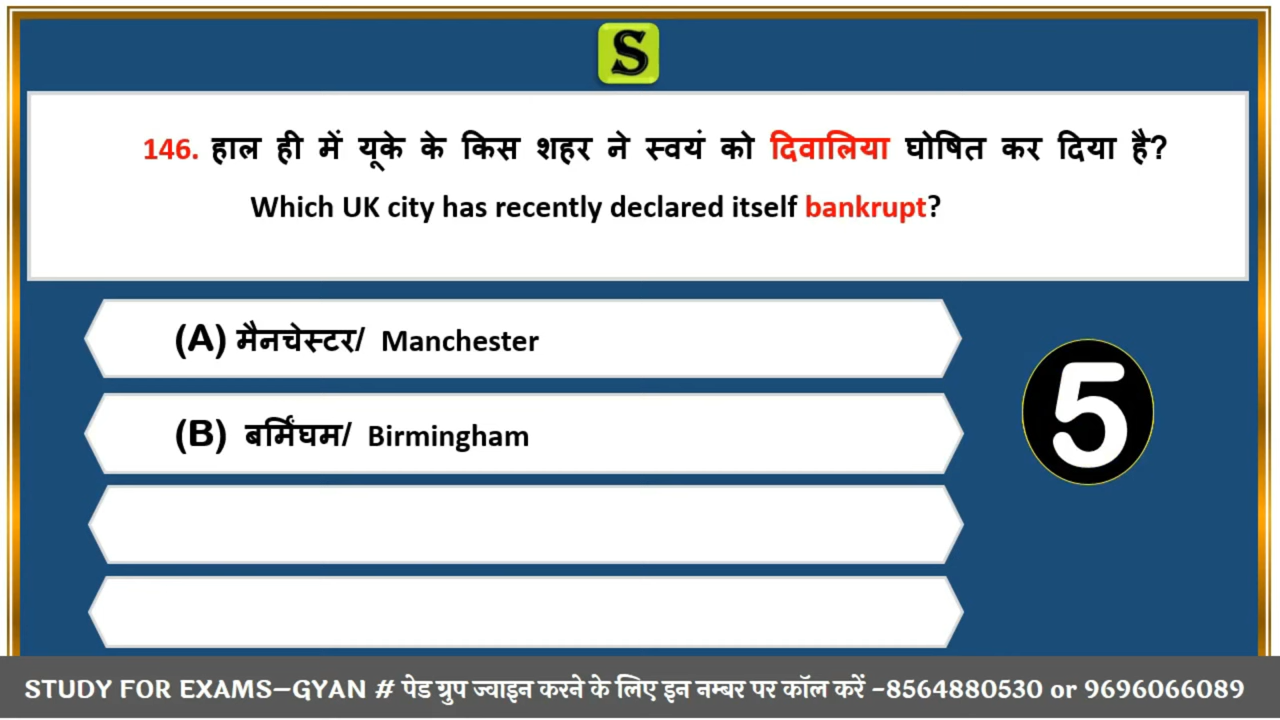 S
146. हाल ही में यूके के किस शहर ने स्वयं को दिवालिया घोषित कर दिया है?
Which UK city has recently declared itself bankrupt?
(A) मैनचेस्टर/ Manchester
(B) बर्मिंघम/ Birmingham
5
STUDY FOR EXAMS–GYAN # पेड ग्रुप ज्वाइन करने के लिए इन नम्बर पर कॉल करें –8564880530 or 9696066089